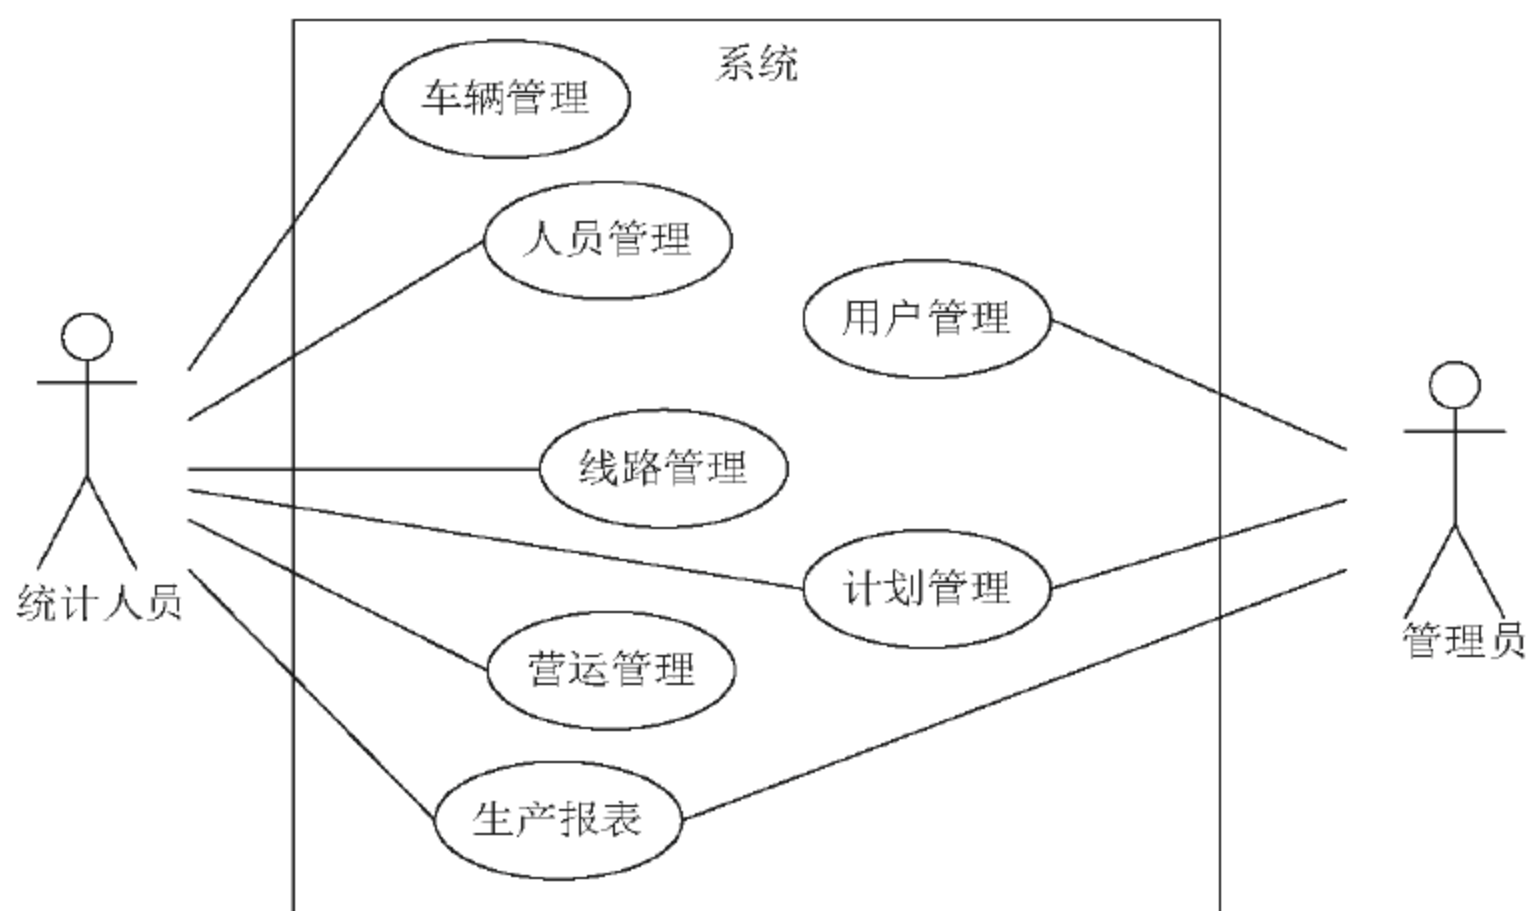 系统
车辆管理
人员管理
用户管理
线路管理
计划管理
统计人员
管理员
营运管理
生产报表